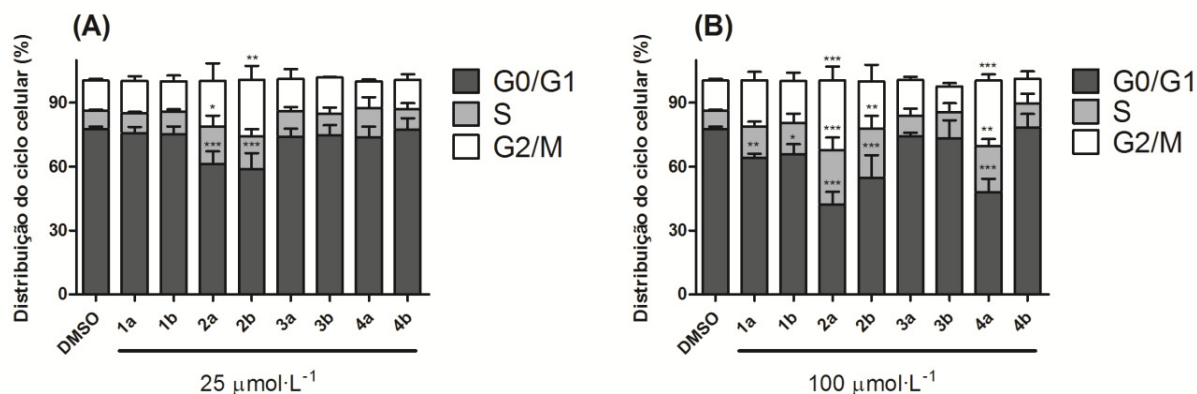 (A)
Distribuição do ciclo celular (%)
90
60
30
0
*
***
**
***
DMSO 1a 1b 2a 2b 3a 3b 4a 4b
25 µmol·L⁻¹
G0/G1
S
G2/M
(B)
Distribuição do ciclo celular (%)
90
60
30
0
**
*
***
***
***
**
***
***
**
***
DMSO 1a 1b 2a 2b 3a 3b 4a 4b
100 µmol·L⁻¹
G0/G1
S
G2/M